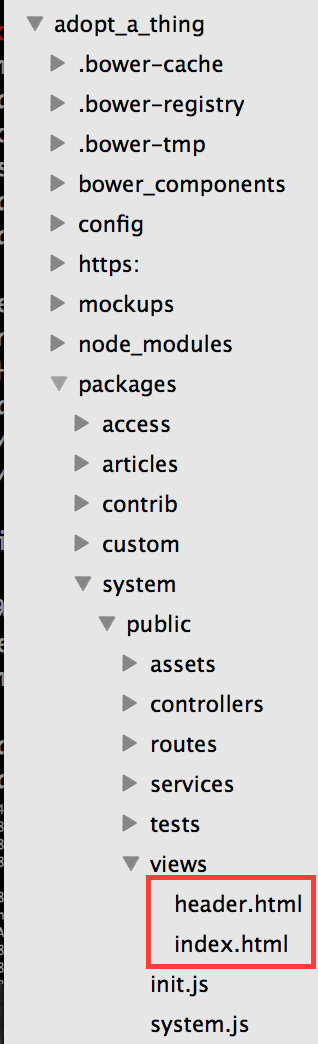 adopt_a_thing
.bower-cache
.bower-registry
.bower-tmp
bower_components
config
https:
mockups
node_modules
packages
access
articles
contrib
custom
system
public
assets
controllers
routes
services
tests
views
header.html
index.html
init.js
system.js